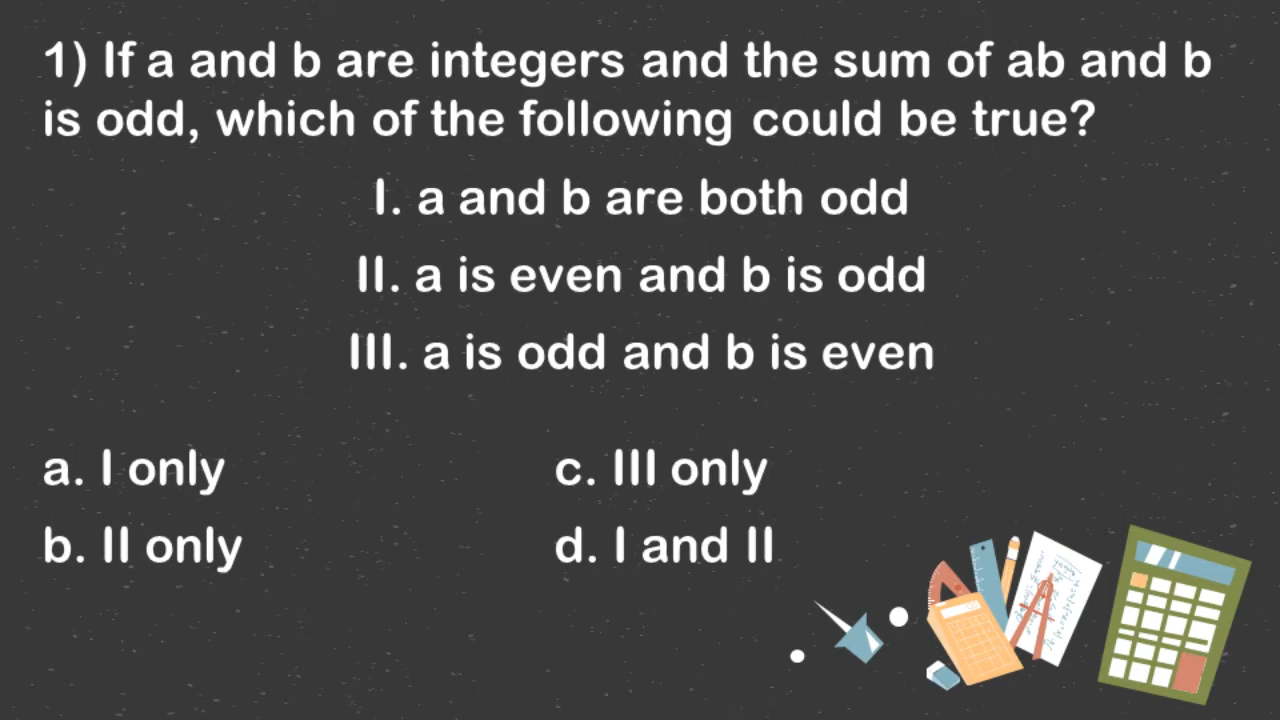 1) If a and b are integers and the sum of ab and b
is odd, which of the following could be true?
I. a and b are both odd
II. a is even and b is odd
III. a is odd and b is even
a. I only
c. III only
b. II only
d. I and II